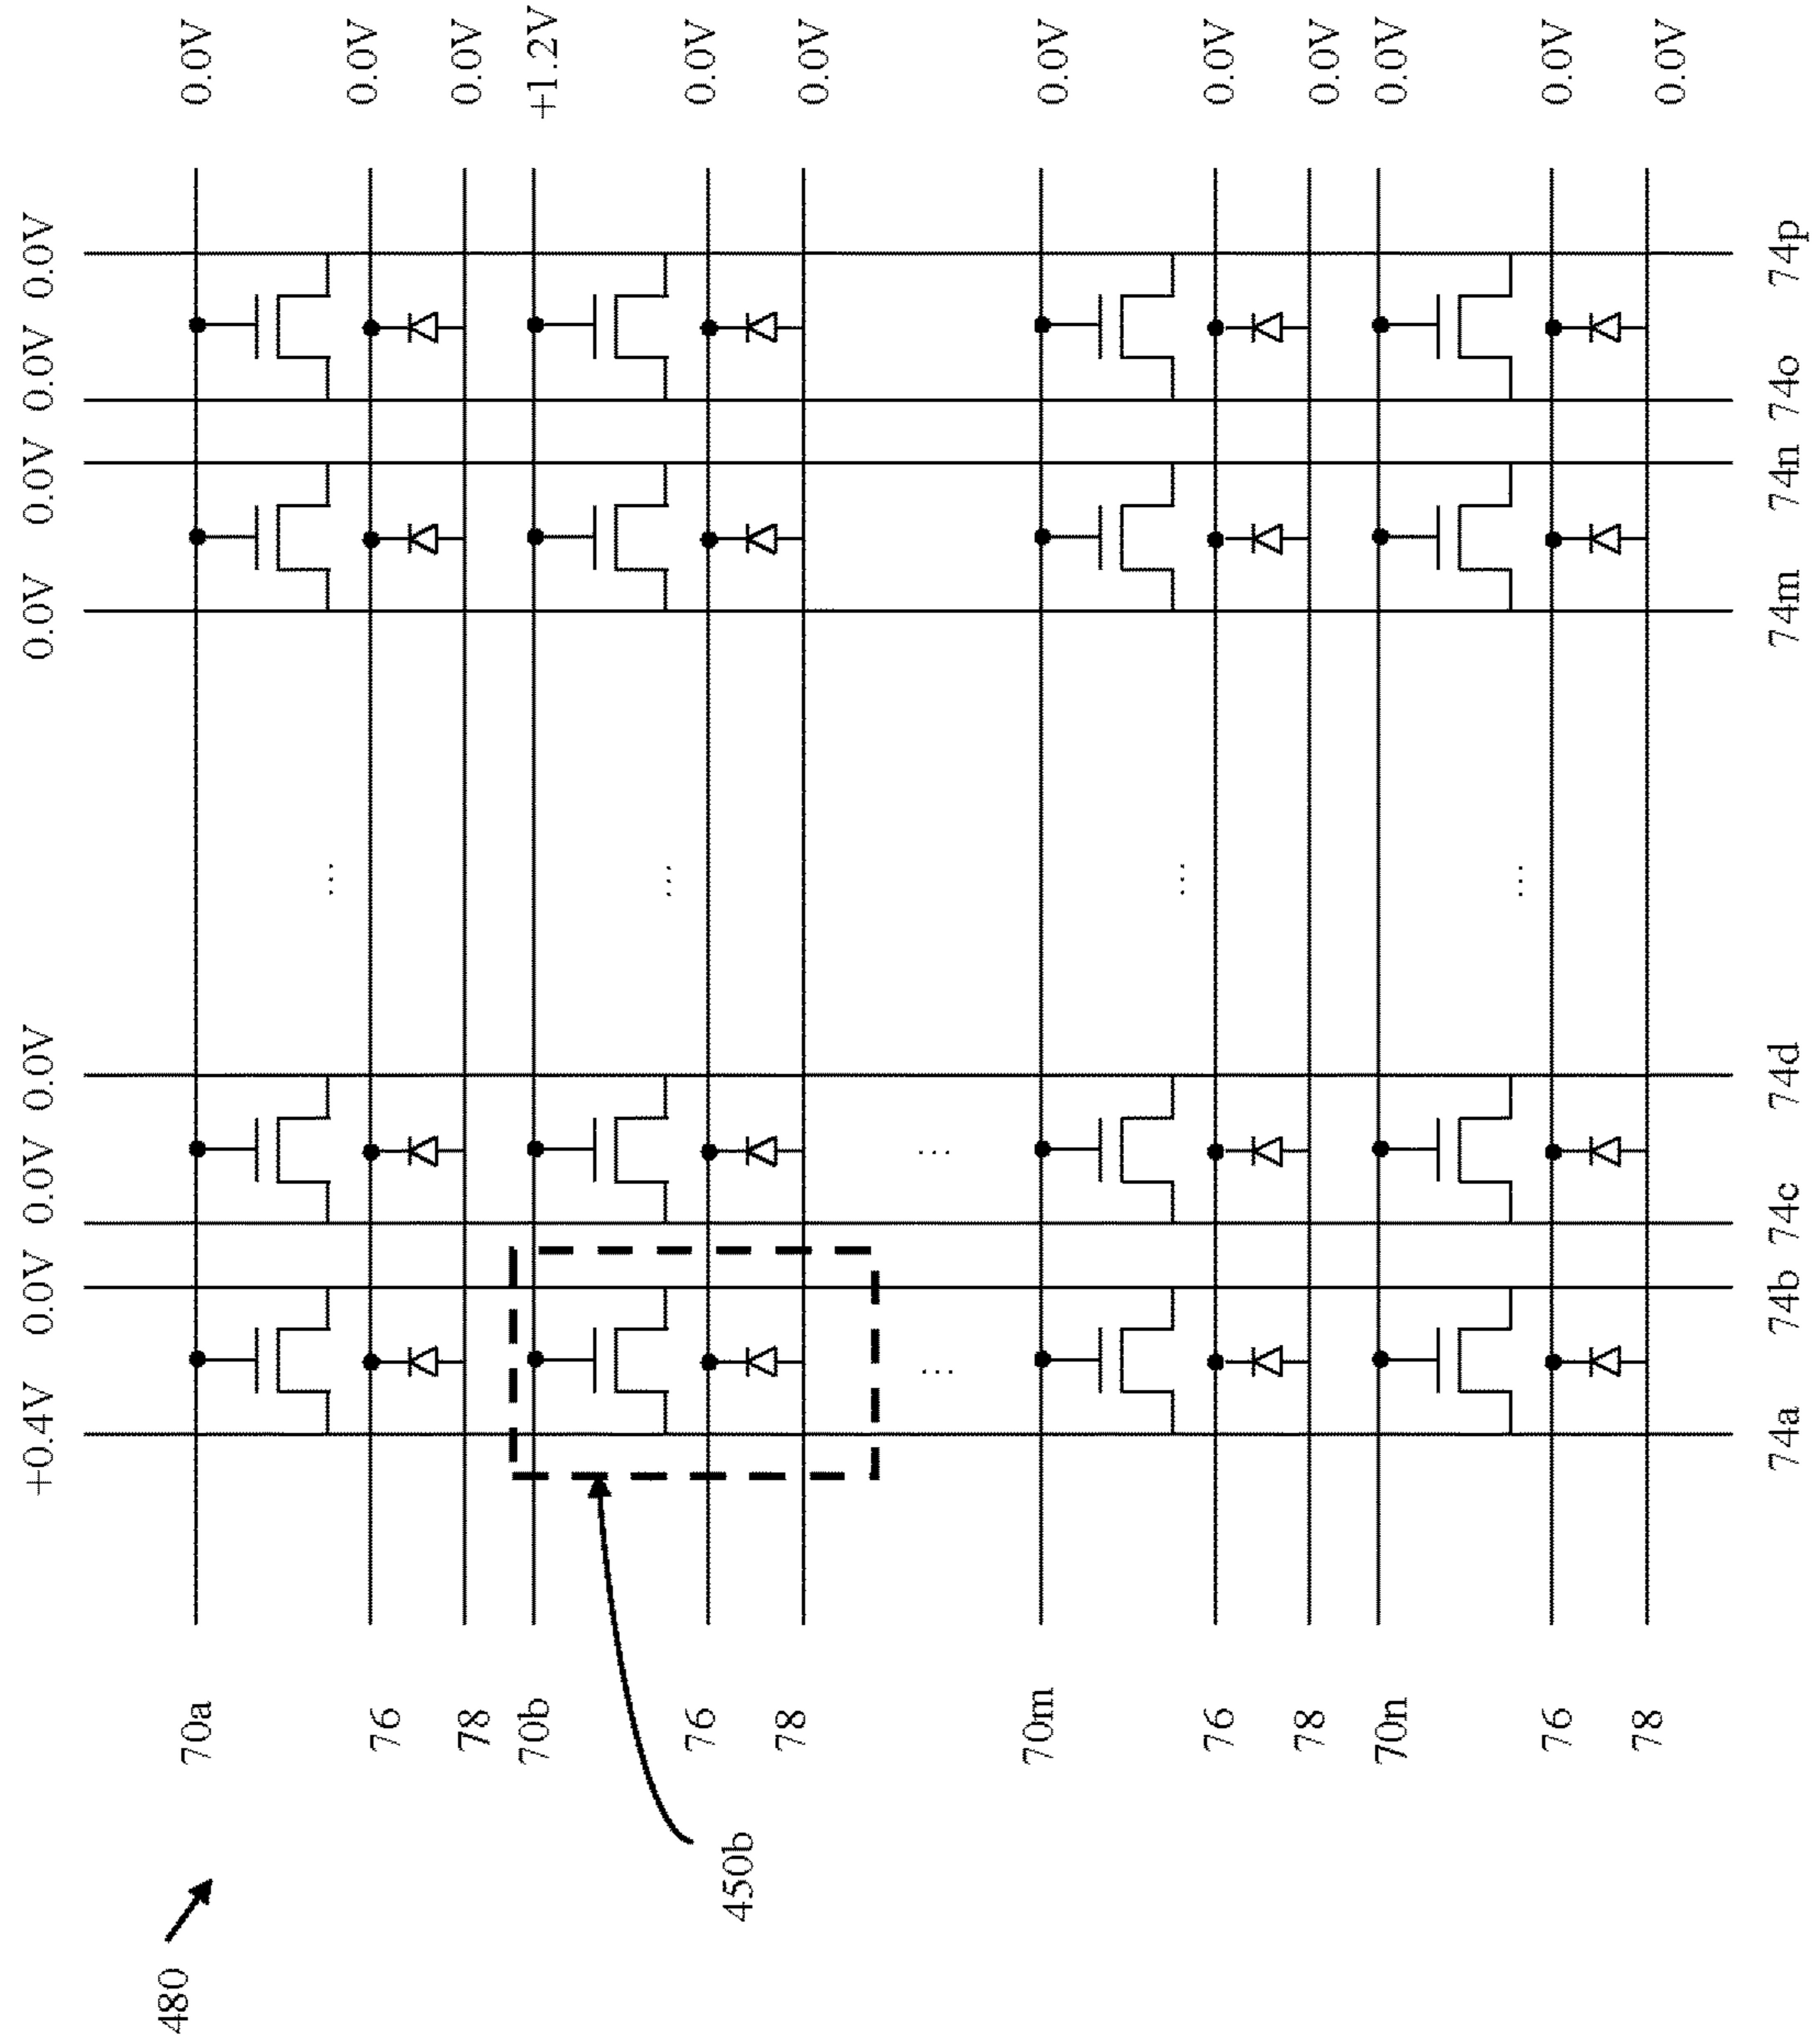 +0.4V 0.0V 0.0V 0.0V 0.0V 0.0V 0.0V 0.0V
70a 0.0V
76 0.0V
78 0.0V
70b +1.2V
76 0.0V
78 0.0V
...
...
... ...
70m 0.0V
...
76 0.0V
78 0.0V
70n 0.0V
...
76 0.0V
78 0.0V
74a 74b 74c 74d 74m 74n 74o 74p
480
450b